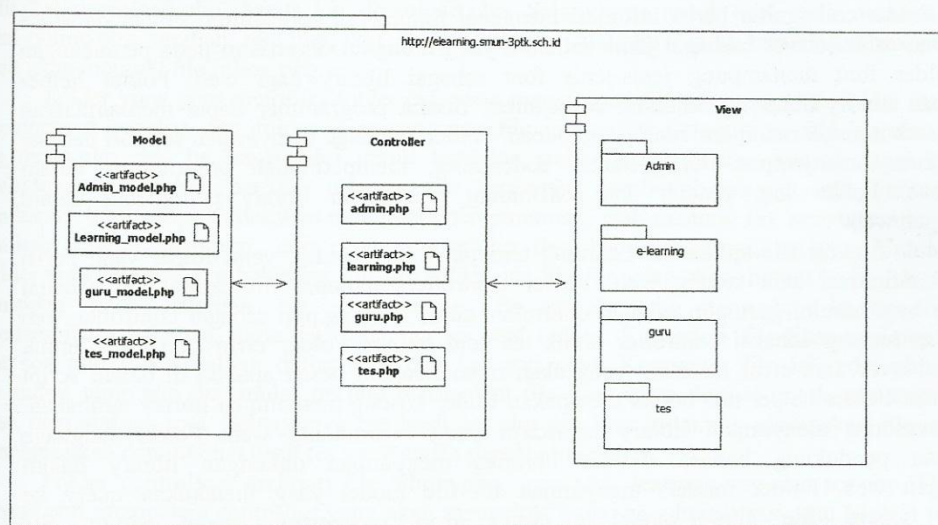 http://elearning.smun-3ptk.sch.id
Model
<<artifact>>
Admin_model.php
<<artifact>>
Learning_model.php
<<artifact>>
guru_model.php
<<artifact>>
tes_model.php
Controller
<<artifact>>
admin.php
<<artifact>>
learning.php
<<artifact>>
guru.php
<<artifact>>
tes.php
View
Admin
e-learning
guru
tes